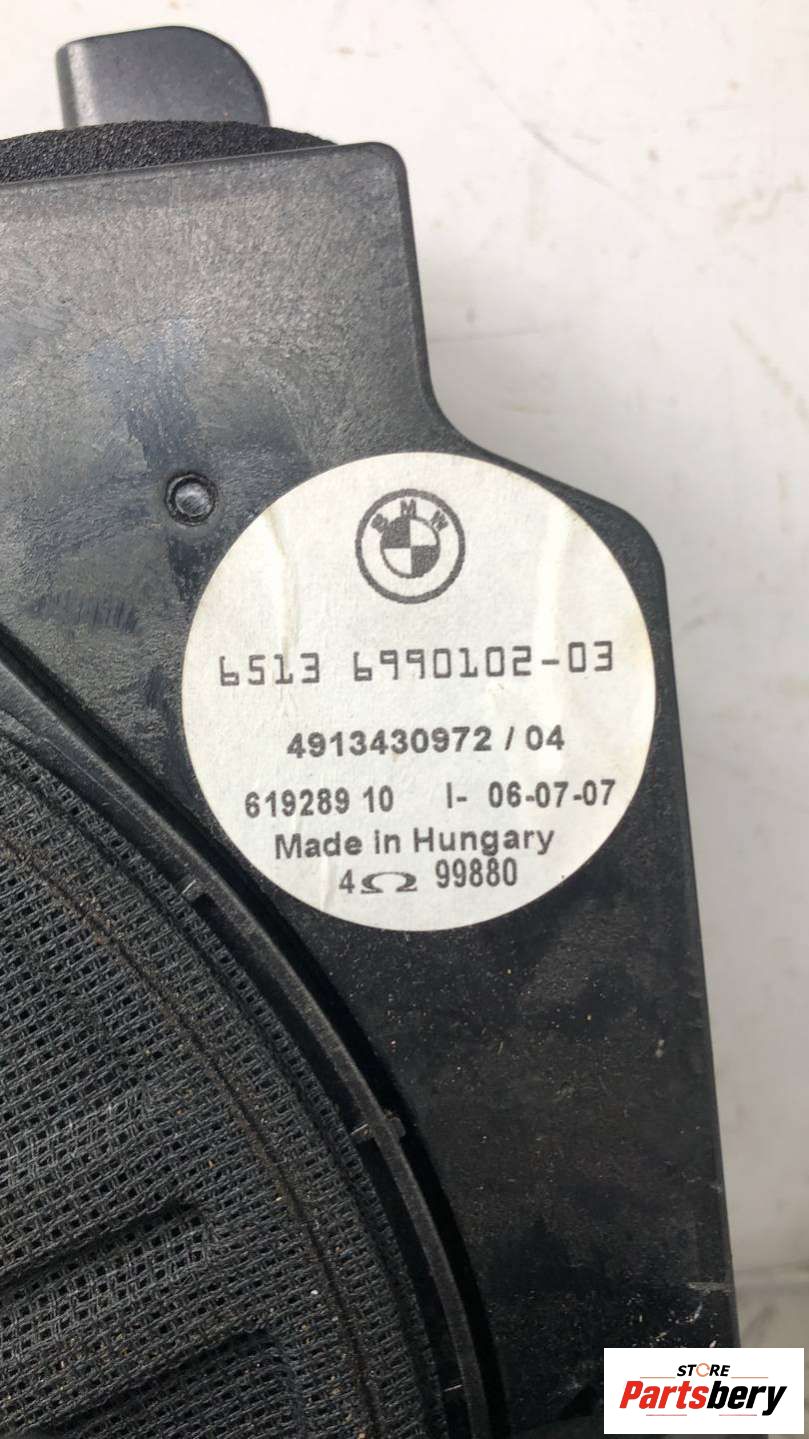 BMW
6513 6990102-03
4913430972 / 04
619289 10 I- 06-07-07
Made in Hungary
4Ω 99880
STORE
Partsbery